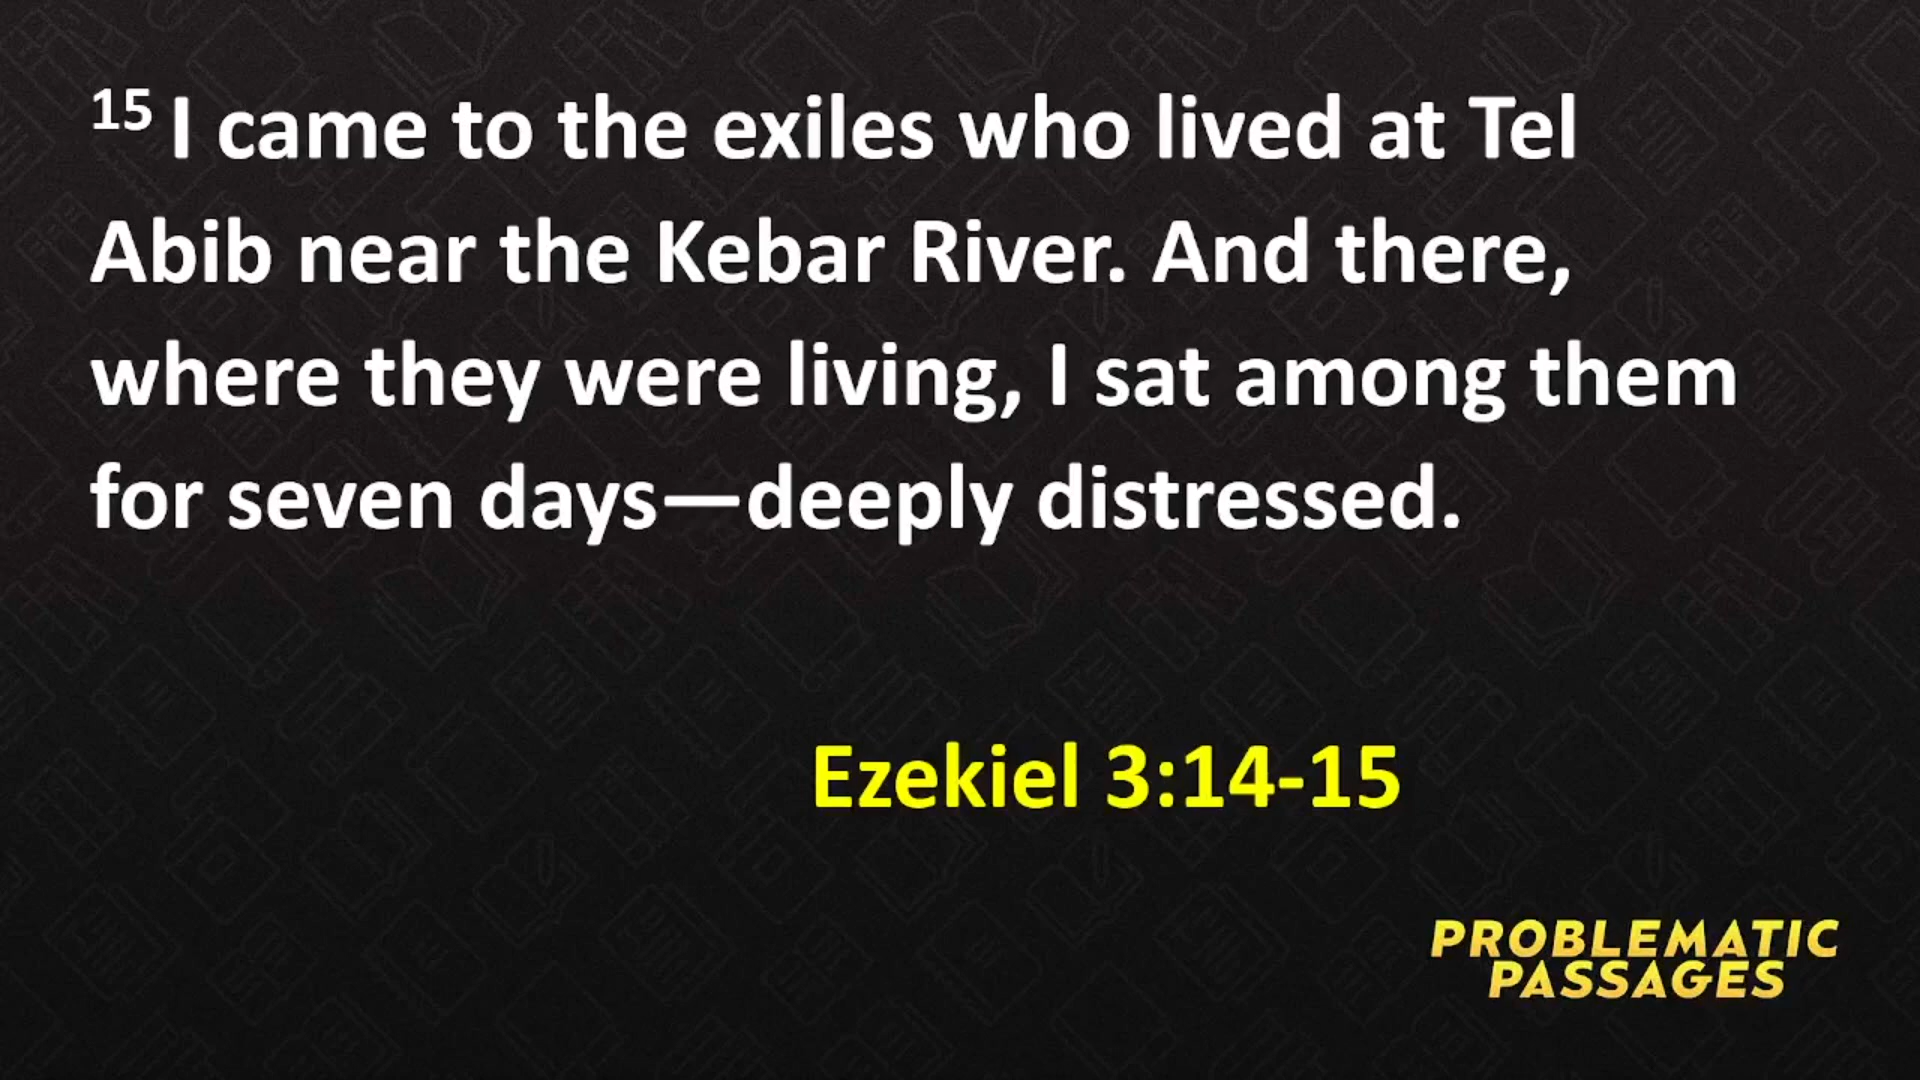 15 I came to the exiles who lived at Tel
Abib near the Kebar River. And there,
where they were living, I sat among them
for seven days—deeply distressed.
Ezekiel 3:14-15
PROBLEMATIC
PASSAGES